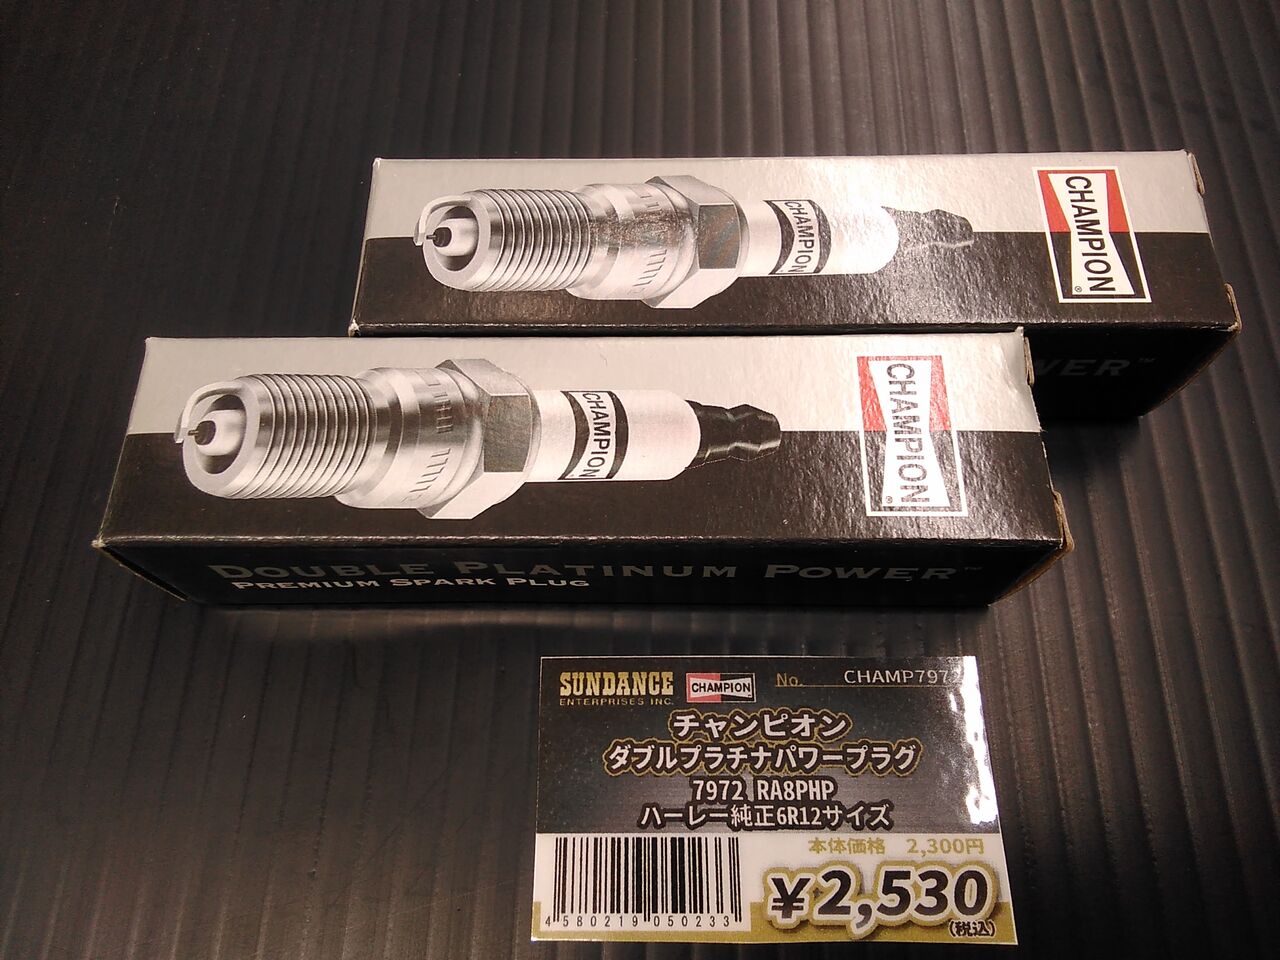 CHAMPION
CHAMPION
WER™
CHAMPION
CHAMPION
DOUBLE PLATINUM POWER™
PREMIUM SPARK PLUG
SUNDANCE
ENTERPRISES INC.
CHAMPION
No. CHAMP7972
チャンピオン
ダブルプラチナパワープラグ
7972 RA8PHP
ハーレー純正6R12サイズ
本体価格 2,300円
¥2,530
(税込)
4580219050233